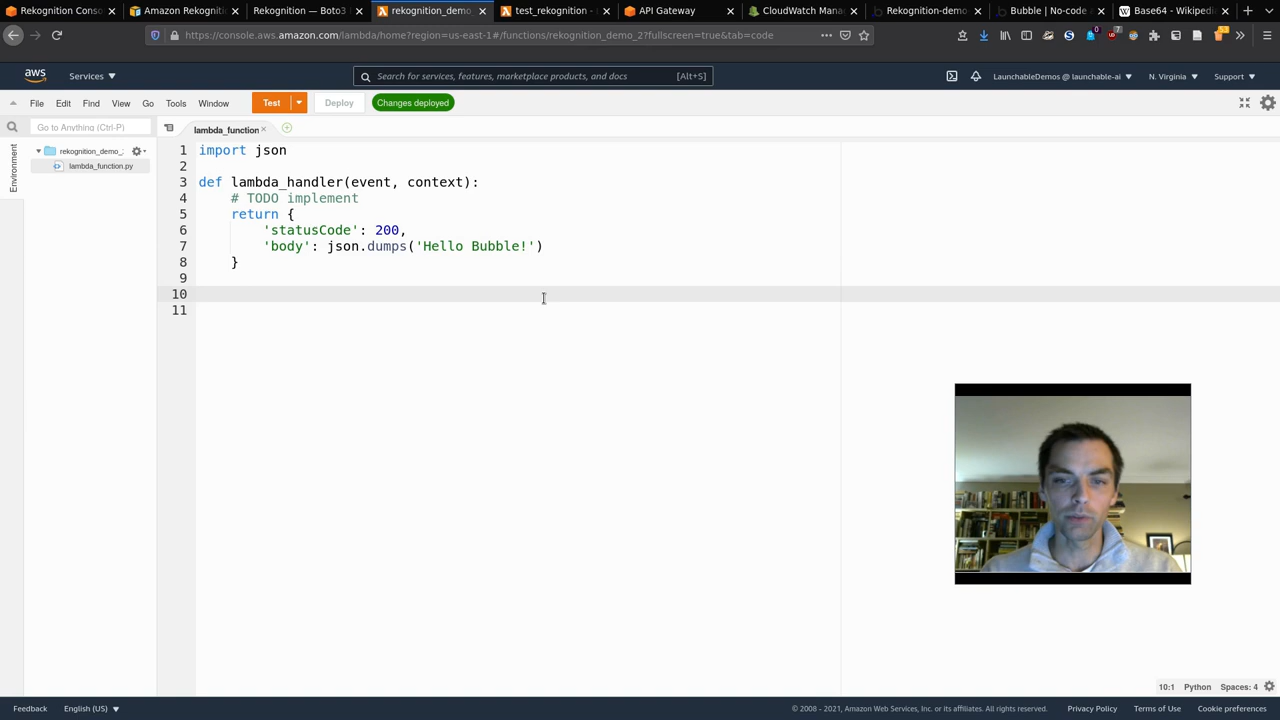 Rekognition Conso
Amazon Rekogniti
Rekognition — Boto3
rekognition_demo_
test_rekognition -
API Gateway
CloudWatch Man
Rekognition-demo
Bubble | No-code
Base64 - Wikiped
https://console.aws.amazon.com/lambda/home?region=us-east-1#/functions/rekognition_demo_2?fullscreen=true&tab=code
aws
Services
Search for services, features, marketplace products, and docs
[Alt+S]
LaunchableDemos @ launchable-ai
N. Virginia
Support
File
Edit
Find
View
Go
Tools
Window
Test
Deploy
Changes deployed
Go to Anything (Ctrl-P)
lambda_function
Environment
rekognition_demo_
lambda_function.py
1 import json
2
3 def lambda_handler(event, context):
4 # TODO implement
5 return {
6 'statusCode': 200,
7 'body': json.dumps('Hello Bubble!')
8 }
9
10
11
10:1
Python
Spaces: 4
Feedback
English (US)
© 2008 - 2021, Amazon Web Services, Inc. or its affiliates. All rights reserved.
Privacy Policy
Terms of Use
Cookie preferences